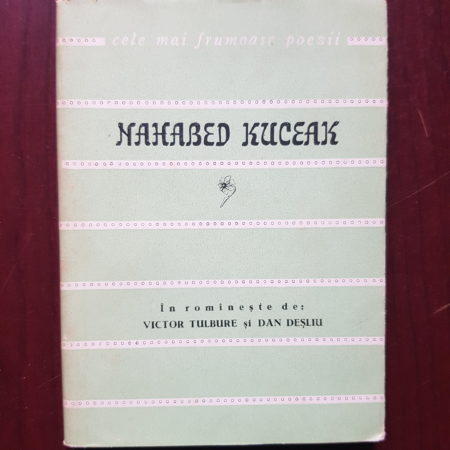 cele mai frumoase poezii
NAHABED KUCEAK
În romînește de:
VICTOR TULBURE și DAN DEȘLIU